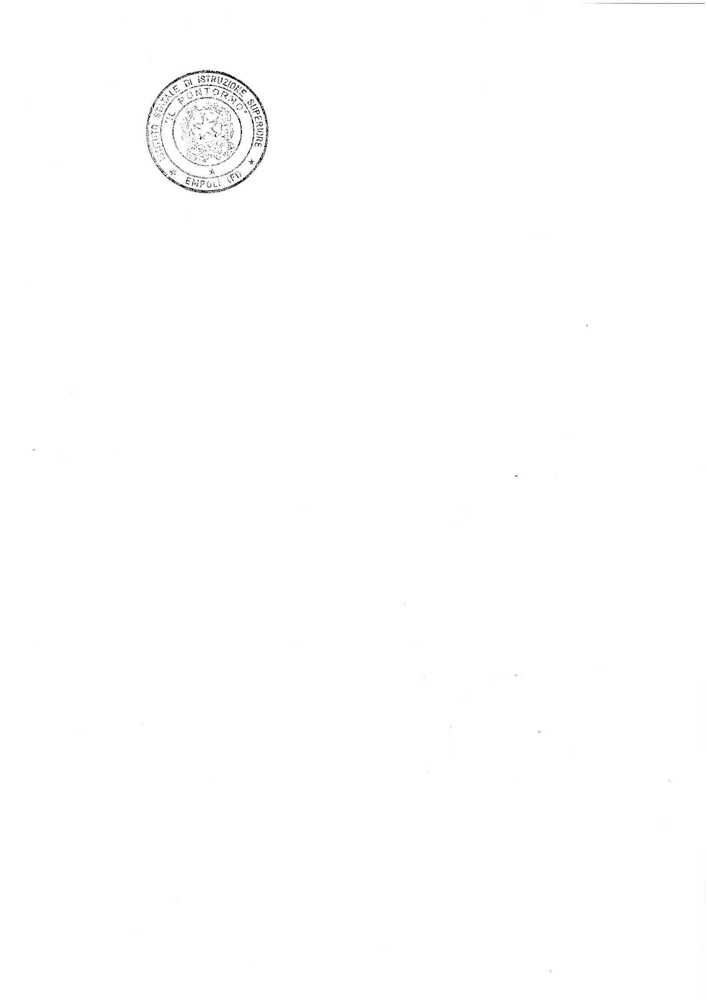 ISTITUTO STATALE DI ISTRUZIONE SUPERIORE
"IL PONTORMO"
EMPOLI (FI)